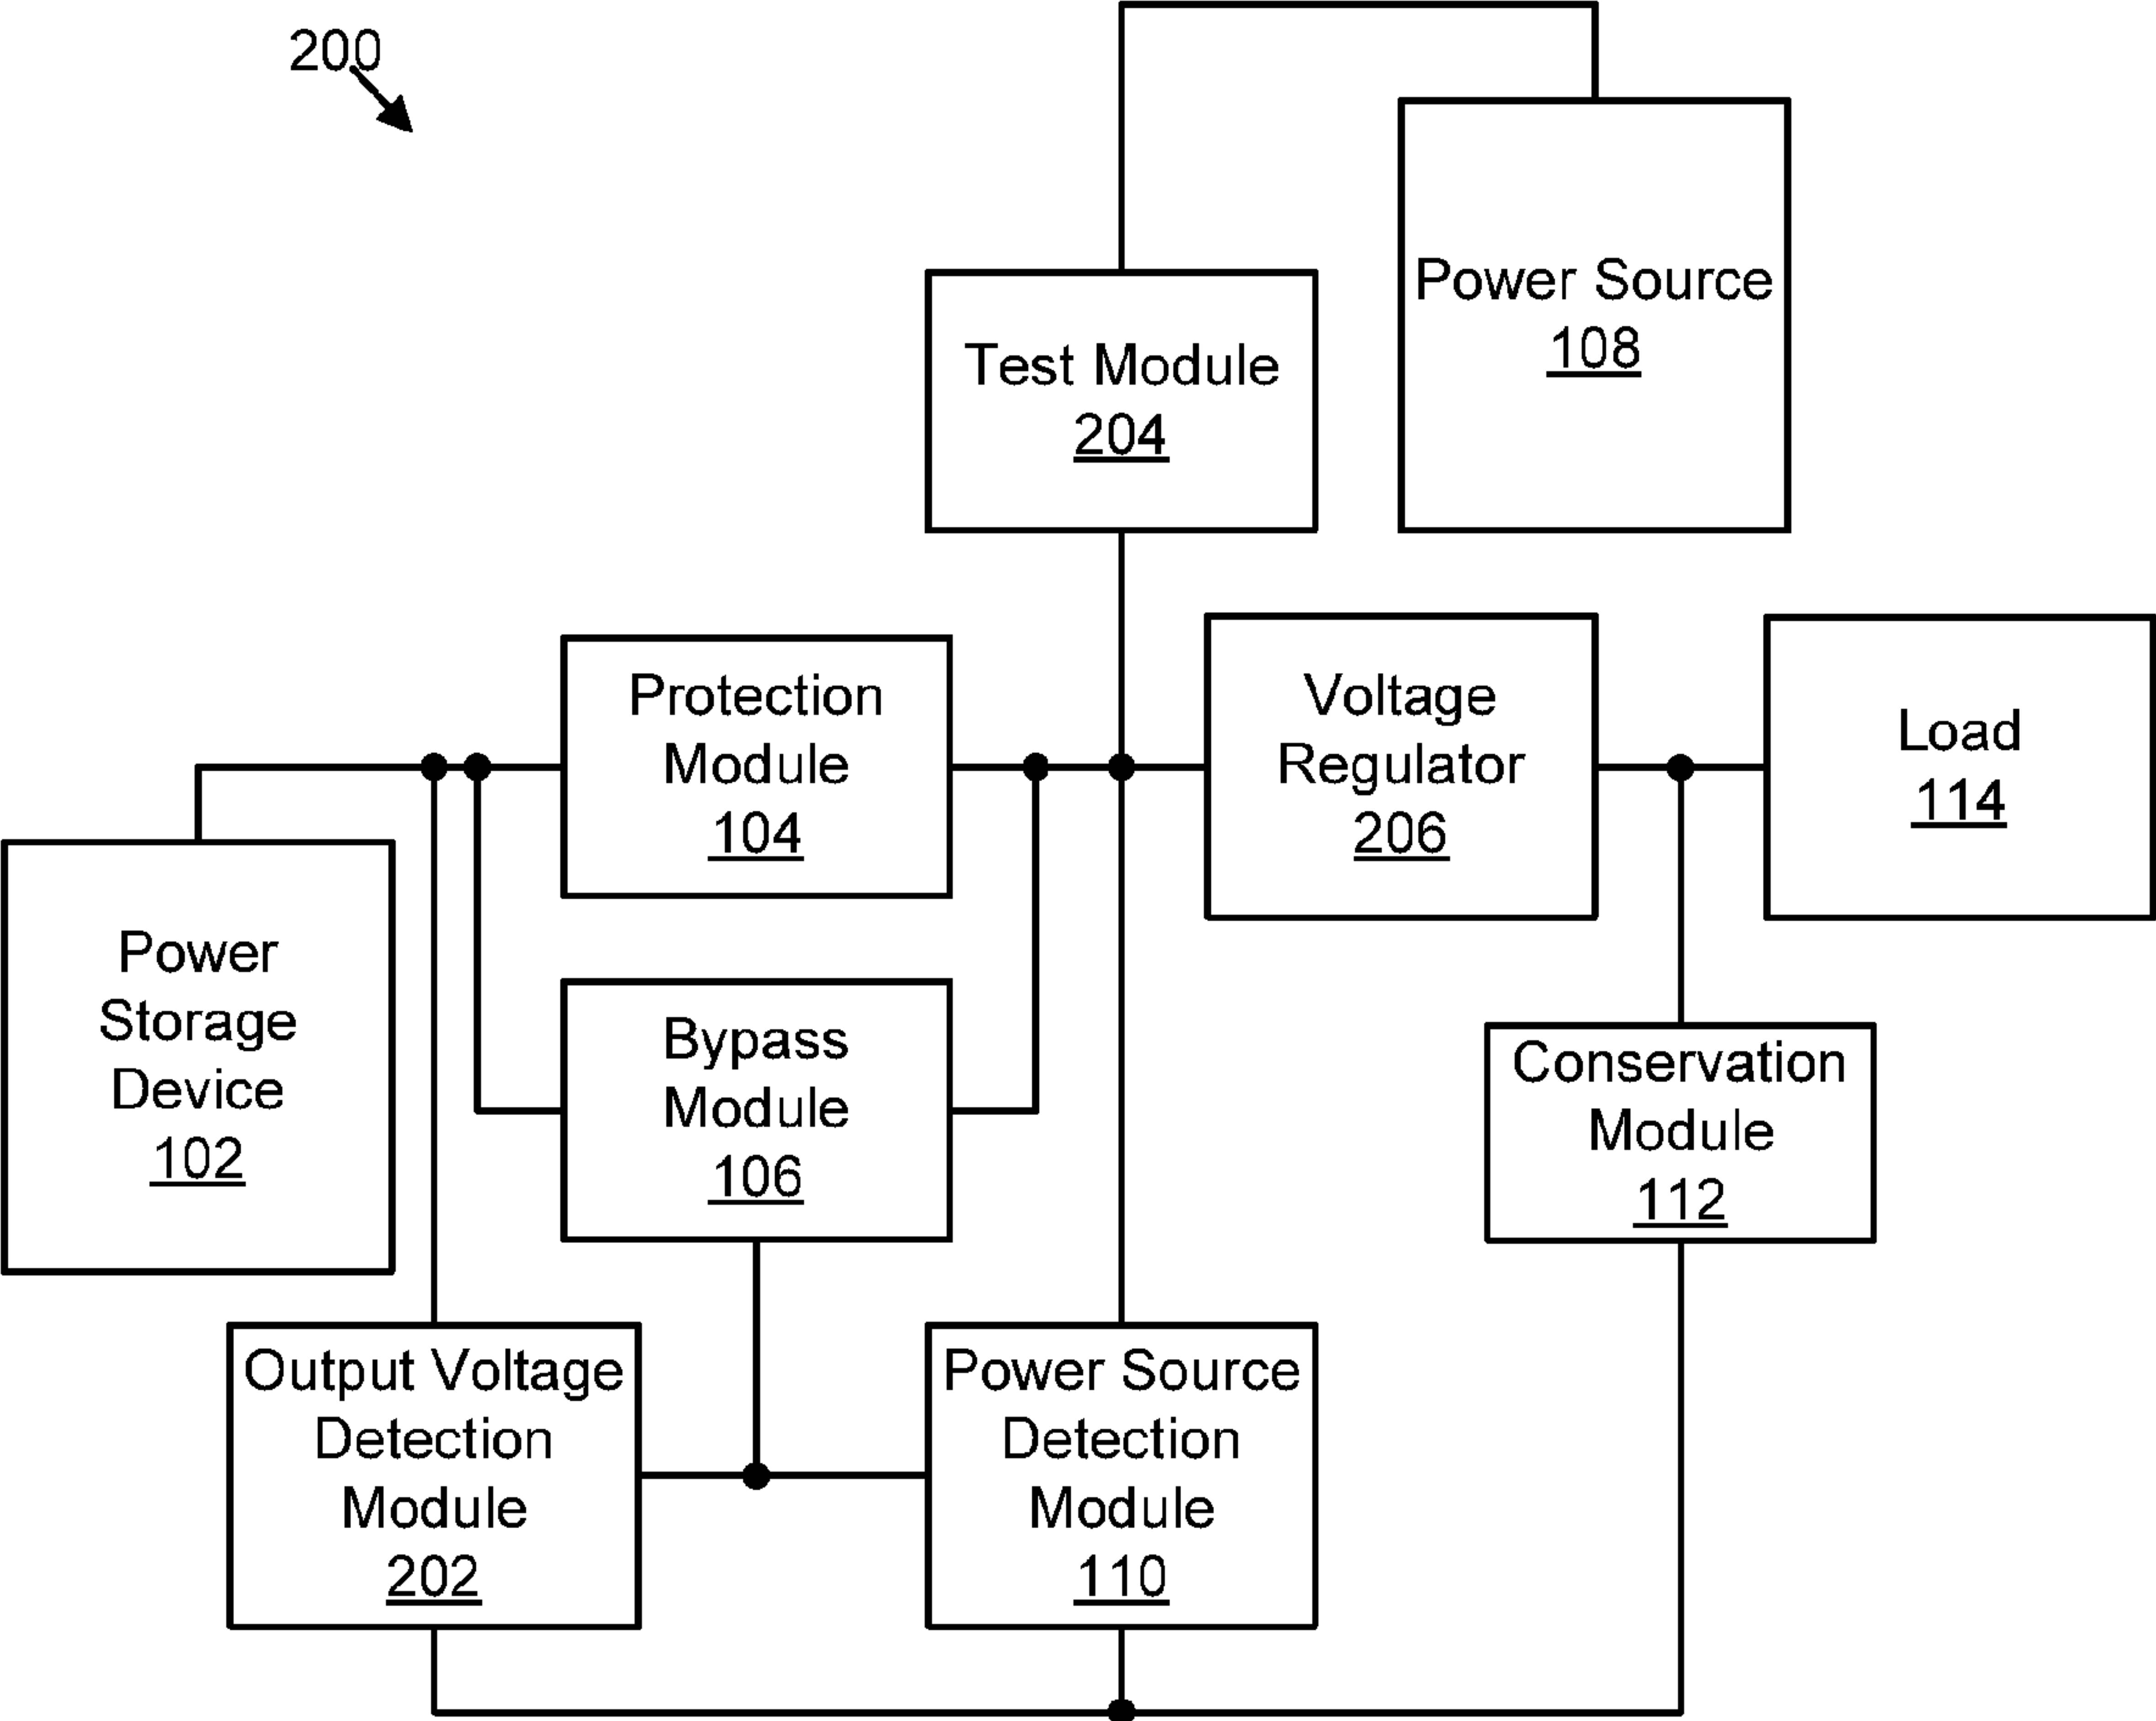 200
Power Source
108
Test Module
204
Protection
Module
104
Voltage
Regulator
206
Load
114
Power
Storage
Device
102
Bypass
Module
106
Conservation
Module
112
Output Voltage
Detection
Module
202
Power Source
Detection
Module
110